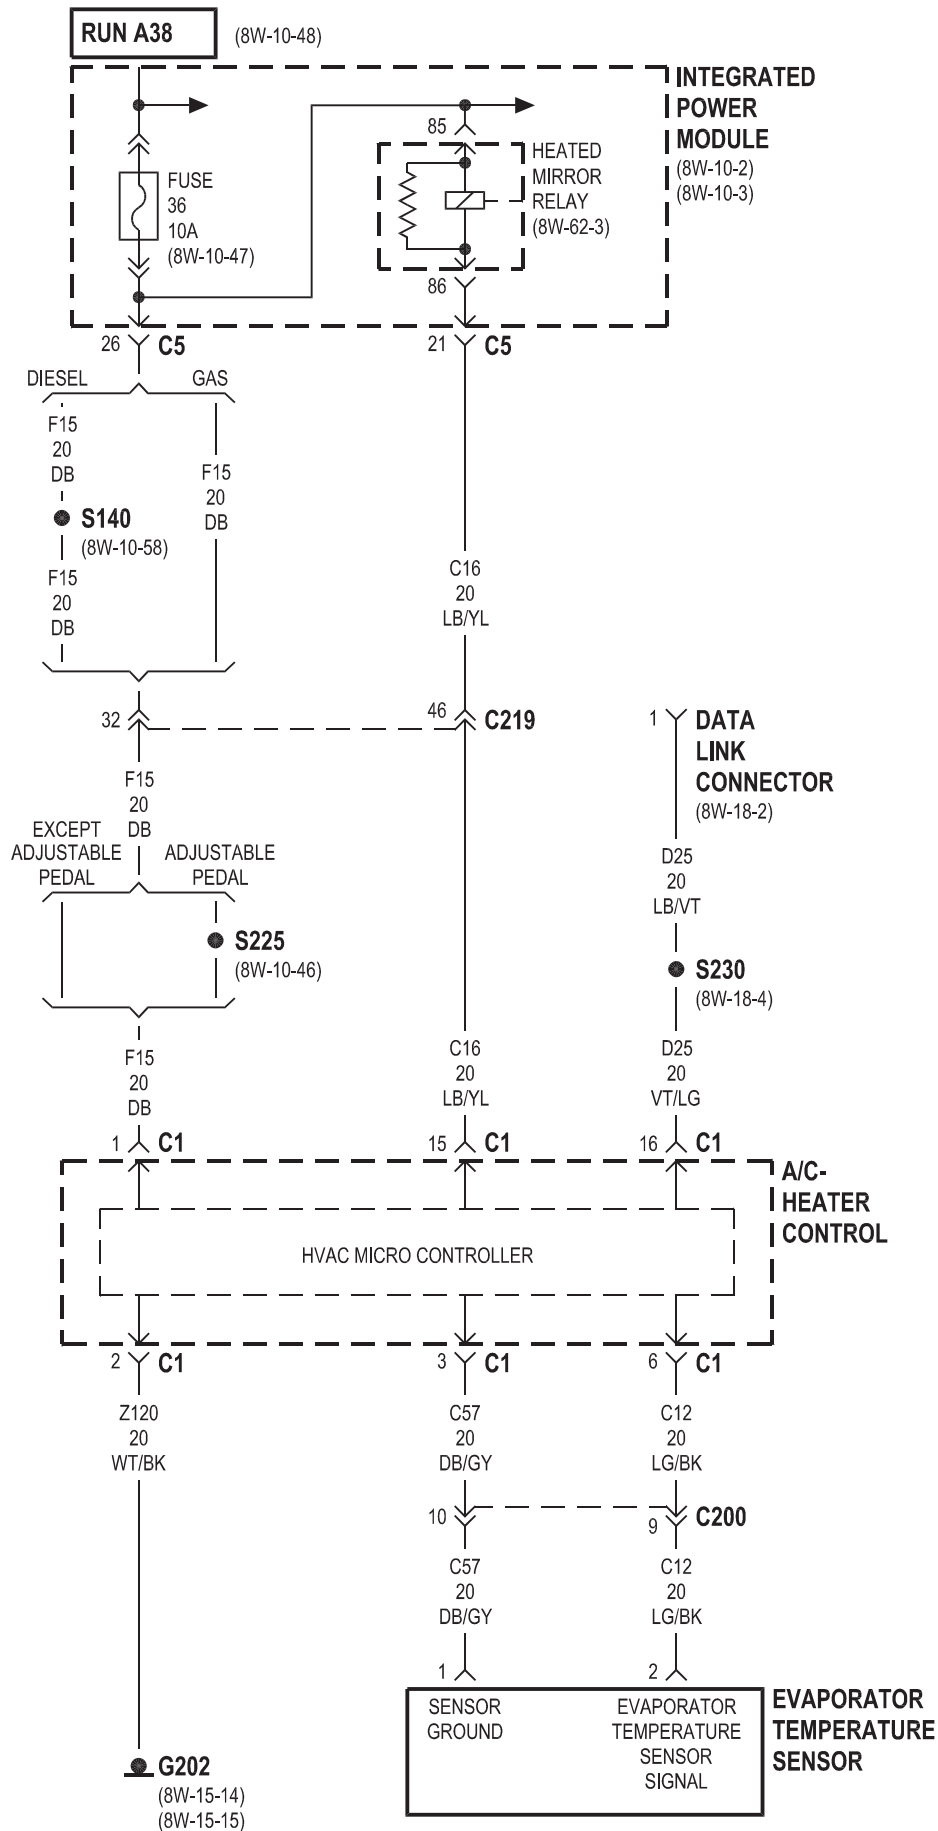 RUN A38
(8W-10-48)
INTEGRATED
POWER
MODULE
(8W-10-2)
(8W-10-3)
85
HEATED
MIRROR
RELAY
(8W-62-3)
FUSE
36
10A
(8W-10-47)
86
26
C5
21
C5
DIESEL
GAS
F15
20
DB
S140
(8W-10-58)
F15
20
DB
F15
20
DB
C16
20
LB/YL
32
46
C219
1
DATA
LINK
CONNECTOR
(8W-18-2)
F15
20
DB
EXCEPT
ADJUSTABLE
PEDAL
ADJUSTABLE
PEDAL
D25
20
LB/VT
S225
(8W-10-46)
S230
(8W-18-4)
F15
20
DB
C16
20
LB/YL
D25
20
VT/LG
1
C1
15
C1
16
C1
A/C-
HEATER
CONTROL
HVAC MICRO CONTROLLER
2
C1
3
C1
6
C1
Z120
20
WT/BK
C57
20
DB/GY
C12
20
LG/BK
10
9
C200
C57
20
DB/GY
C12
20
LG/BK
1
2
SENSOR
GROUND
EVAPORATOR
TEMPERATURE
SENSOR
SIGNAL
EVAPORATOR
TEMPERATURE
SENSOR
G202
(8W-15-14)
(8W-15-15)